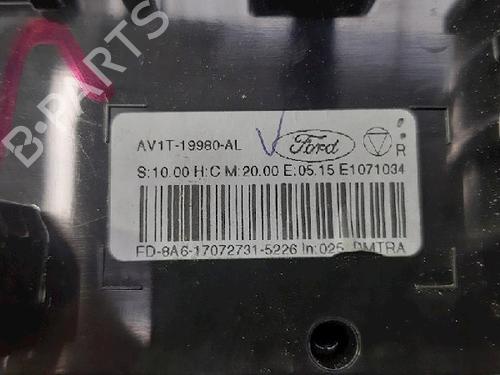 AV1T-19980-AL
Ford
R
S:10.00 H:C M:20.00 E:05.15 E1071034
FD-8A6-17072731-5226 In:025 DMTRA
B-PARTS